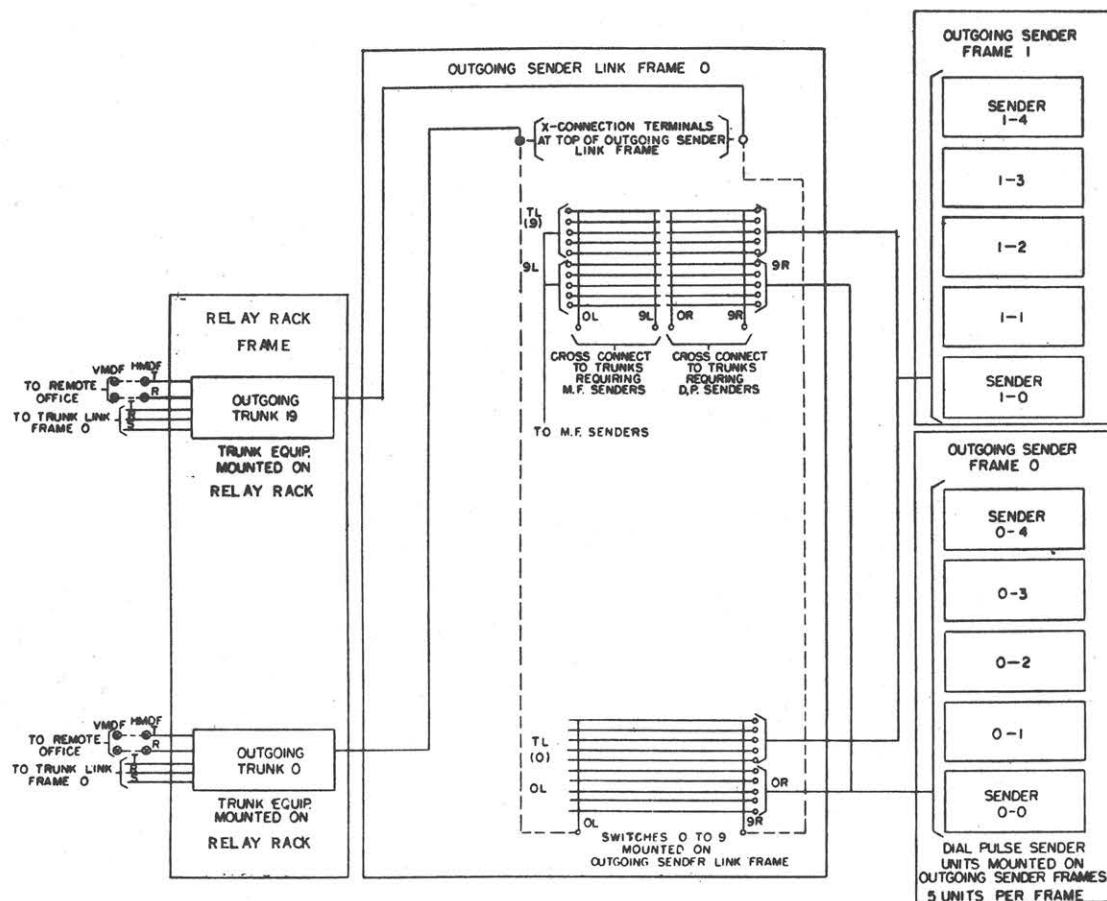 OUTGOING SENDER LINK FRAME 0
X-CONNECTION TERMINALS
AT TOP OF OUTGOING SENDER
LINK FRAME
TL
(9)
9L
9R
0L
9L
0R
9R
CROSS CONNECT
TO TRUNKS
REQUIRING
M.F. SENDERS
CROSS CONNECT
TO TRUNKS
REQURING
D.P. SENDERS
TO M.F. SENDERS
RELAY RACK
FRAME
VMDF
HMDF
T
R
TO REMOTE
OFFICE
TO TRUNK LINK
FRAME 0
T
R
S
OUTGOING
TRUNK 19
TRUNK EQUIP.
MOUNTED ON
RELAY RACK
VMDF
HMDF
T
R
TO REMOTE
OFFICE
TO TRUNK LINK
FRAME 0
T
R
S
OUTGOING
TRUNK 0
TRUNK EQUIP.
MOUNTED ON
RELAY RACK
TL
(0)
0L
0R
0L
9R
SWITCHES 0 TO 9
MOUNTED ON
OUTGOING SENDER LINK FRAME
OUTGOING SENDER
FRAME 1
SENDER
1-4
1-3
1-2
1-1
SENDER
1-0
OUTGOING SENDER
FRAME 0
SENDER
0-4
0-3
0-2
0-1
SENDER
0-0
DIAL PULSE SENDER
UNITS MOUNTED ON
OUTGOING SENDER FRAMES
5 UNITS PER FRAME